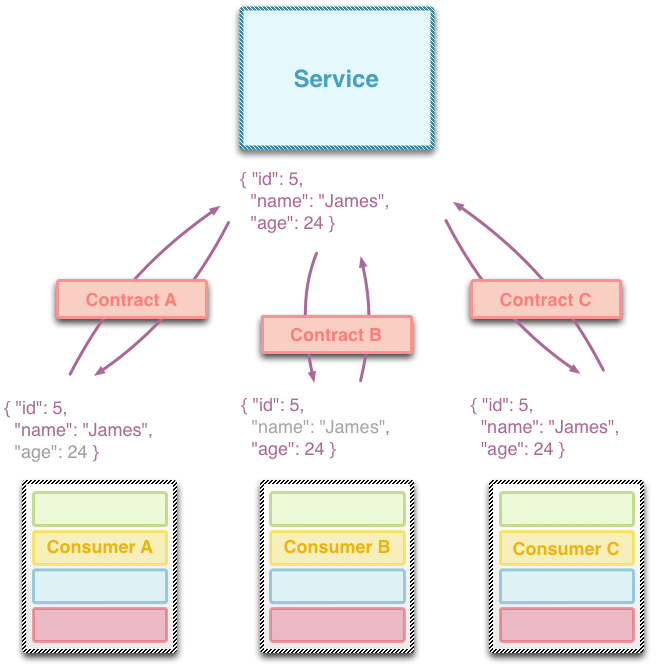 Service
{ "id": 5,
"name": "James",
"age": 24 }
Contract A
Contract B
Contract C
{ "id": 5,
"name": "James",
"age": 24 }
{ "id": 5,
"name": "James",
"age": 24 }
{ "id": 5,
"name": "James",
"age": 24 }
Consumer A
Consumer B
Consumer C